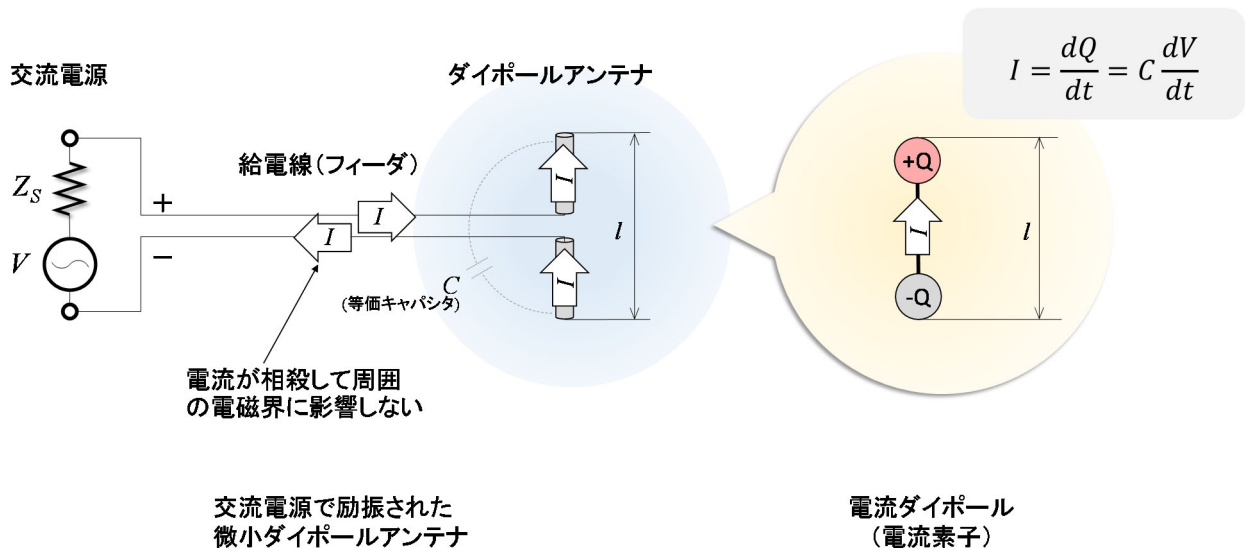 交流電源
Z_S
V
+
−
給電線(フィーダ)
I
I
電流が相殺して周囲
の電磁界に影響しない
ダイポールアンテナ
I
I
l
C
(等価キャパシタ)
交流電源で励振された
微小ダイポールアンテナ
I = dQ/dt = C dV/dt
+Q
I
-Q
l
電流ダイポール
(電流素子)